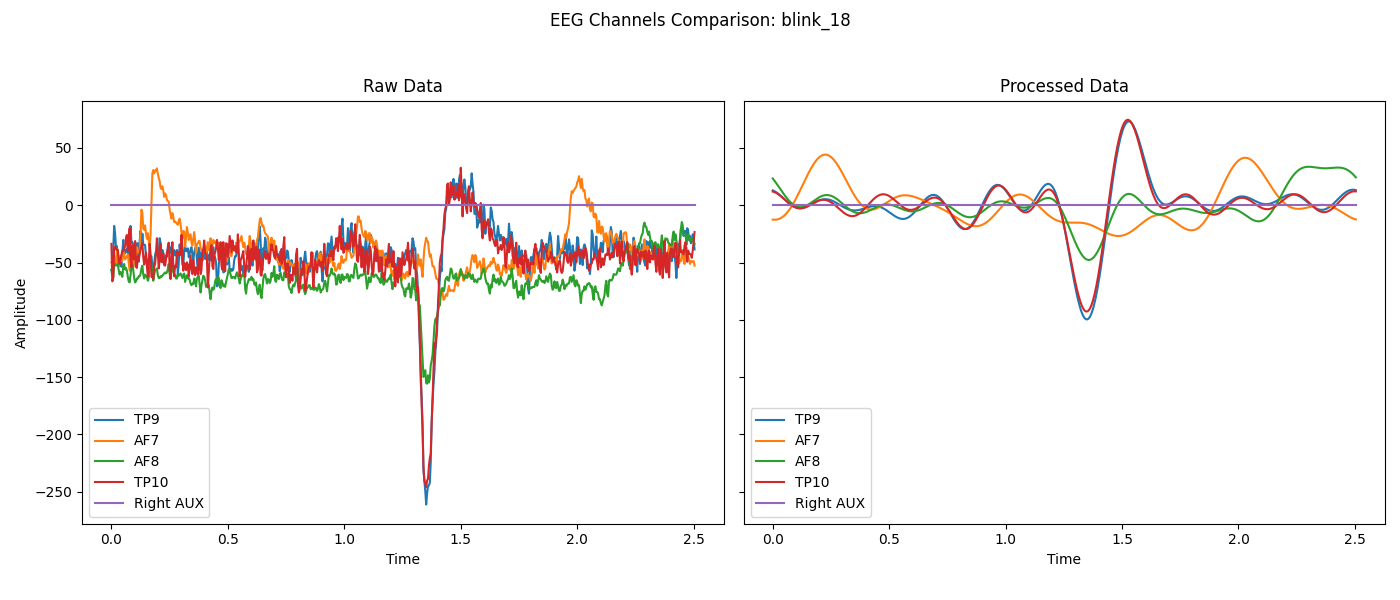 EEG Channels Comparison: blink_18
Raw Data
Processed Data
Amplitude
50
0
−50
−100
−150
−200
−250
TP9
AF7
AF8
TP10
Right AUX
0.0 0.5 1.0 1.5 2.0 2.5
Time
TP9
AF7
AF8
TP10
Right AUX
0.0 0.5 1.0 1.5 2.0 2.5
Time